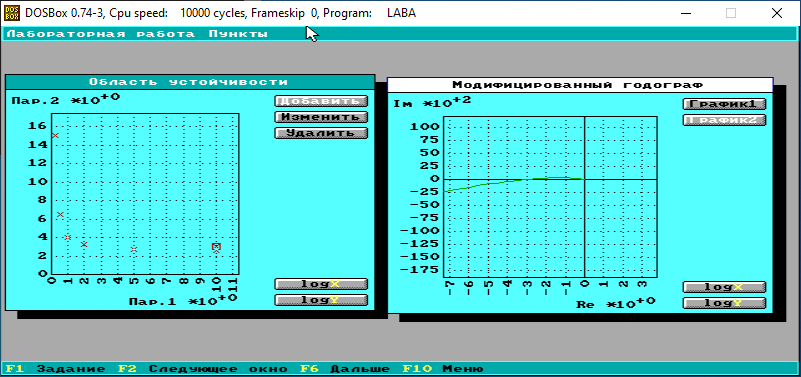 DOSBox 0.74-3, Cpu speed: 10000 cycles, Frameskip 0, Program: LABA
Лабораторная работа Пункты
Область устойчивости
Пар.2 *10+0
Добавить
Изменить
Удалить
16
14
12
10
8
6
4
2
0
0 1 2 3 4 5 6 7 8 9 10 11
Пар.1 *10+0
logX
logY
Модифицированный годограф
Im *10+2
График1
График2
100
75
50
25
0
-25
-50
-75
-100
-125
-150
-175
-7 -6 -5 -4 -3 -2 -1 0 1 2 3
Re *10+0
logX
logY
F1 Задание F2 Следующее окно F6 Дальше F10 Меню